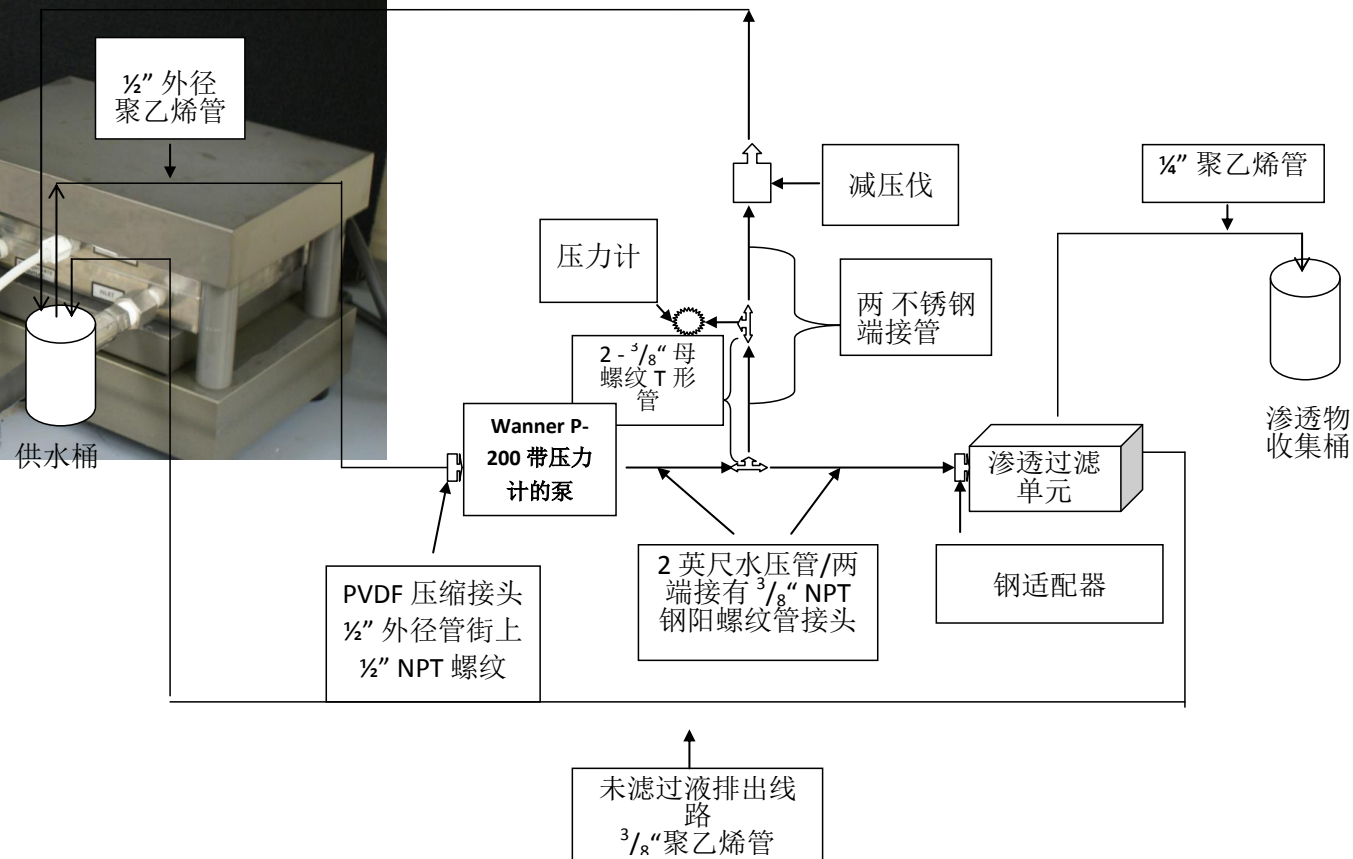 ½” 外径
聚乙烯管
减压伐
¼” 聚乙烯管
压力计
两 不锈钢
端接管
2 - ³/₈“ 母
螺纹 T 形
管
INLET
供水桶
Wanner P-
200 带压力
计的泵
渗透过滤
单元
渗透物
收集桶
PVDF 压缩接头
½” 外径管街上
½” NPT 螺纹
2 英尺水压管/两
端接有 ³/₈“ NPT
钢阳螺纹管接头
钢适配器
未滤过液排出线
路
³/₈“聚乙烯管